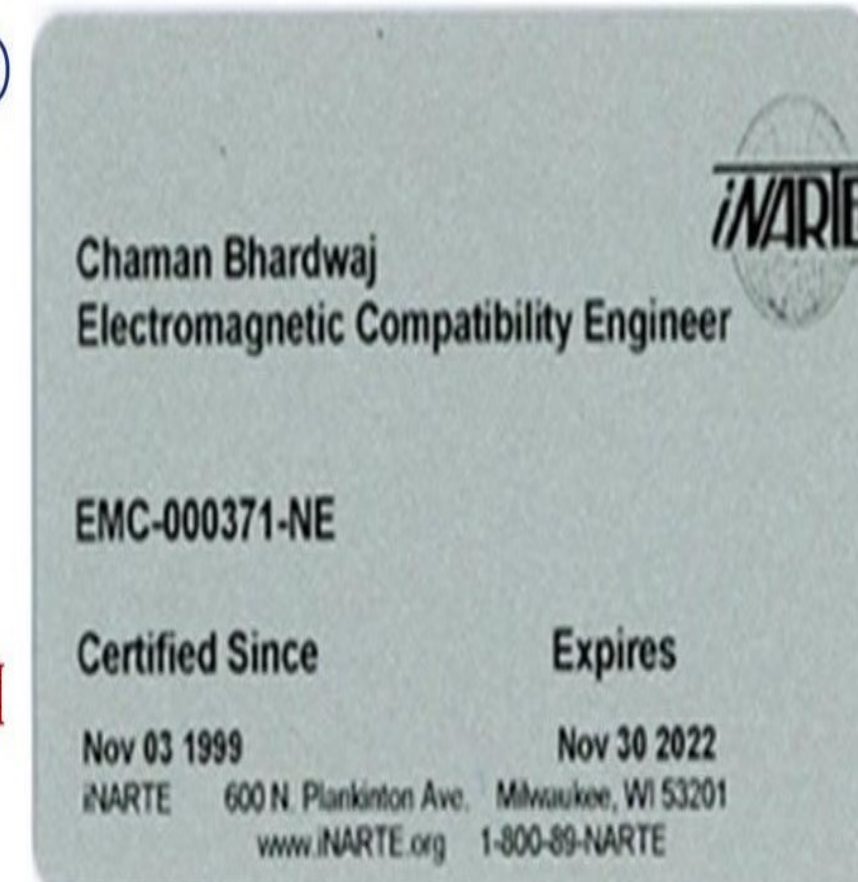 iNARTE
Chaman Bhardwaj
Electromagnetic Compatibility Engineer
EMC-000371-NE
Certified Since Expires
Nov 03 1999 Nov 30 2022
iNARTE 600 N. Plankinton Ave. Milwaukee, WI 53201
www.iNARTE.org 1-800-89-NARTE